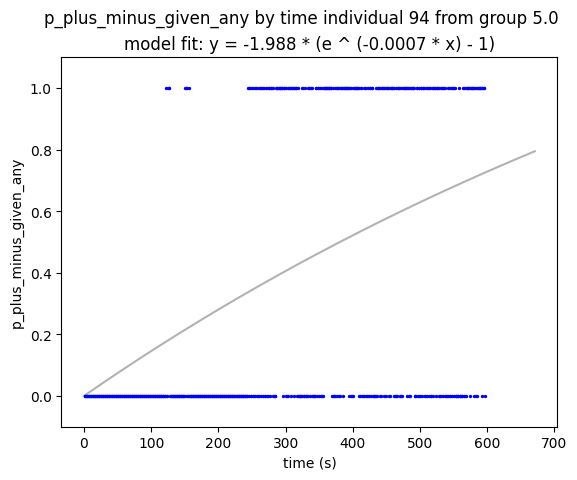 p_plus_minus_given_any by time individual 94 from group 5.0
model fit: y = -1.988 * (e ^ (-0.0007 * x) - 1)
1.0
0.8
0.6
0.4
0.2
0.0
p_plus_minus_given_any
0 100 200 300 400 500 600 700
time (s)